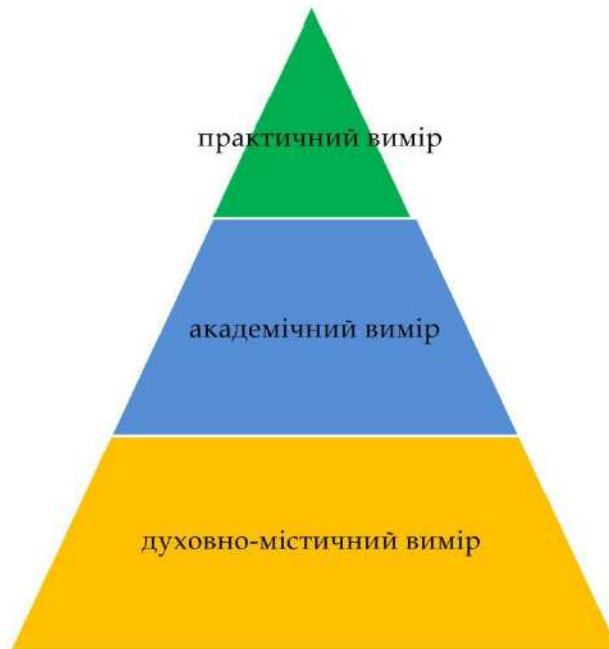 практичний вимір
академічний вимір
духовно-містичний вимір